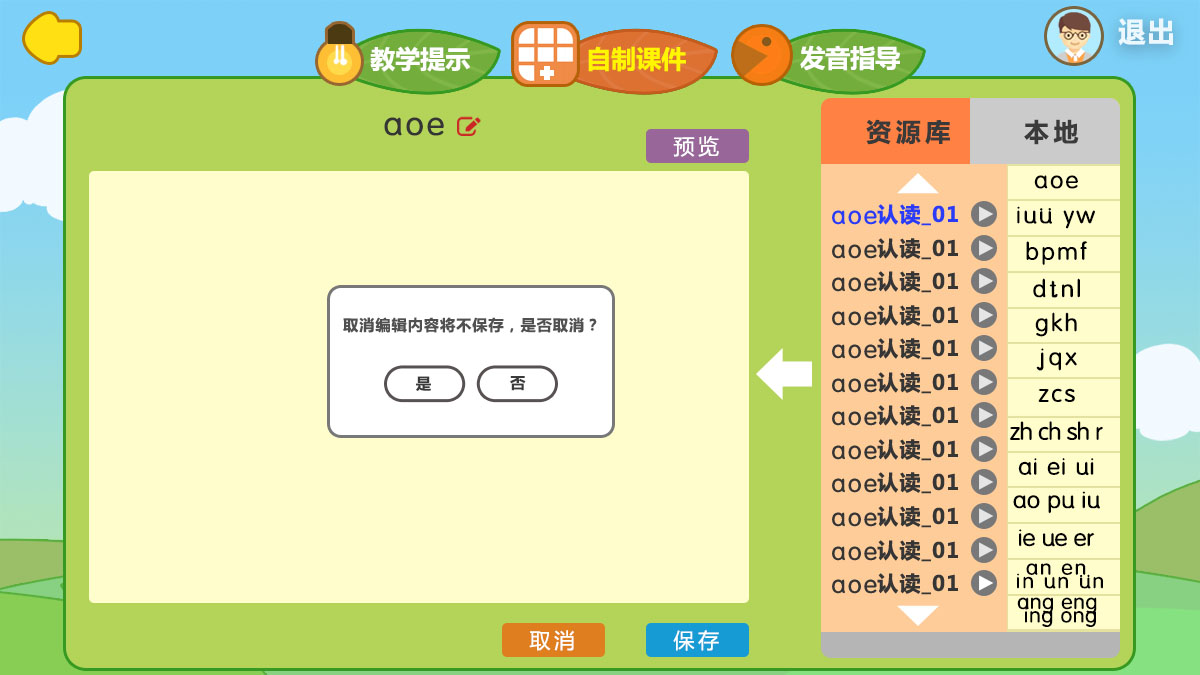 教学提示
自制课件
发音指导
退出
aoe
预览
资源库
本地
取消编辑内容将不保存，是否取消？
是
否
取消
保存
aoe认读_01
aoe认读_01
aoe认读_01
aoe认读_01
aoe认读_01
aoe认读_01
aoe认读_01
aoe认读_01
aoe认读_01
aoe认读_01
aoe认读_01
aoe认读_01
aoe
iuü yw
bpmf
dtnl
gkh
jqx
zcs
zh ch sh r
ai ei ui
ao pu iu
ie ue er
an en
in un ün
ang eng
ing ong